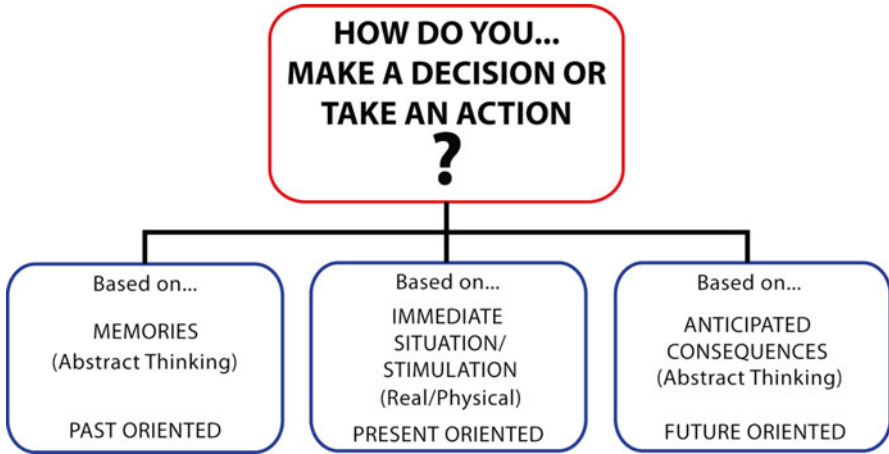 HOW DO YOU...
MAKE A DECISION OR
TAKE AN ACTION
?
Based on...
MEMORIES
(Abstract Thinking)
PAST ORIENTED
Based on...
IMMEDIATE
SITUATION/
STIMULATION
(Real/Physical)
PRESENT ORIENTED
Based on...
ANTICIPATED
CONSEQUENCES
(Abstract Thinking)
FUTURE ORIENTED